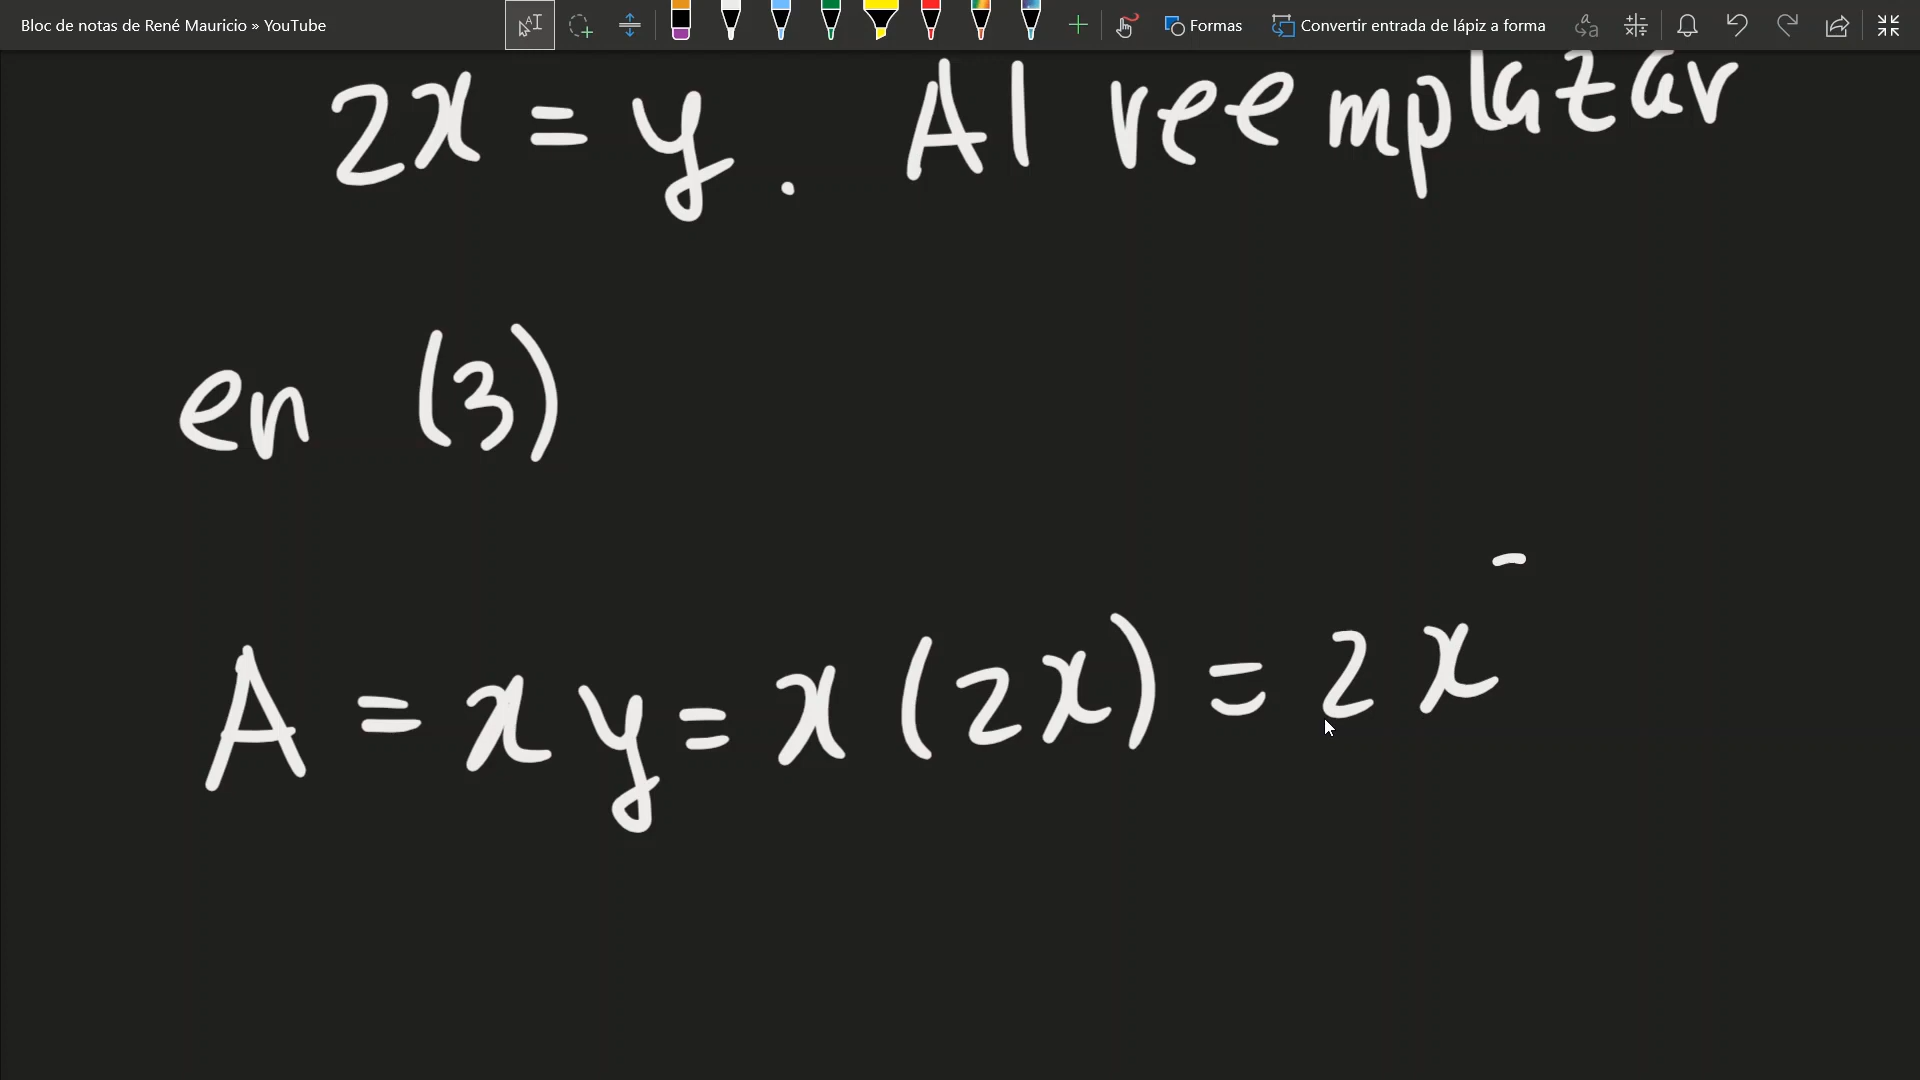 Bloc de notas de René Mauricio » YouTube
Formas
Convertir entrada de lápiz a forma
2x = y. Al reemplazar
en (3)
A = xy = x(2x) = 2x⁻